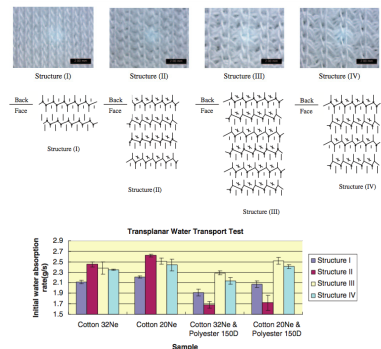 Structure (I) Structure (II) Structure (III) Structure (IV)
Back Back Back Back
Face Face Face Face
Structure (I)
Structure (II)
Structure (III)
Structure (IV)
Transplanar Water Transport Test
Initial water absorption
rate(g/s)
2.9
2.7
2.5
2.3
2.1
1.9
1.7
1.5
Structure I
Structure II
Structure III
Structure IV
Cotton 32Ne Cotton 20Ne Cotton 32Ne & Cotton 20Ne &
Polyester 150D Polyester 150D
Sample